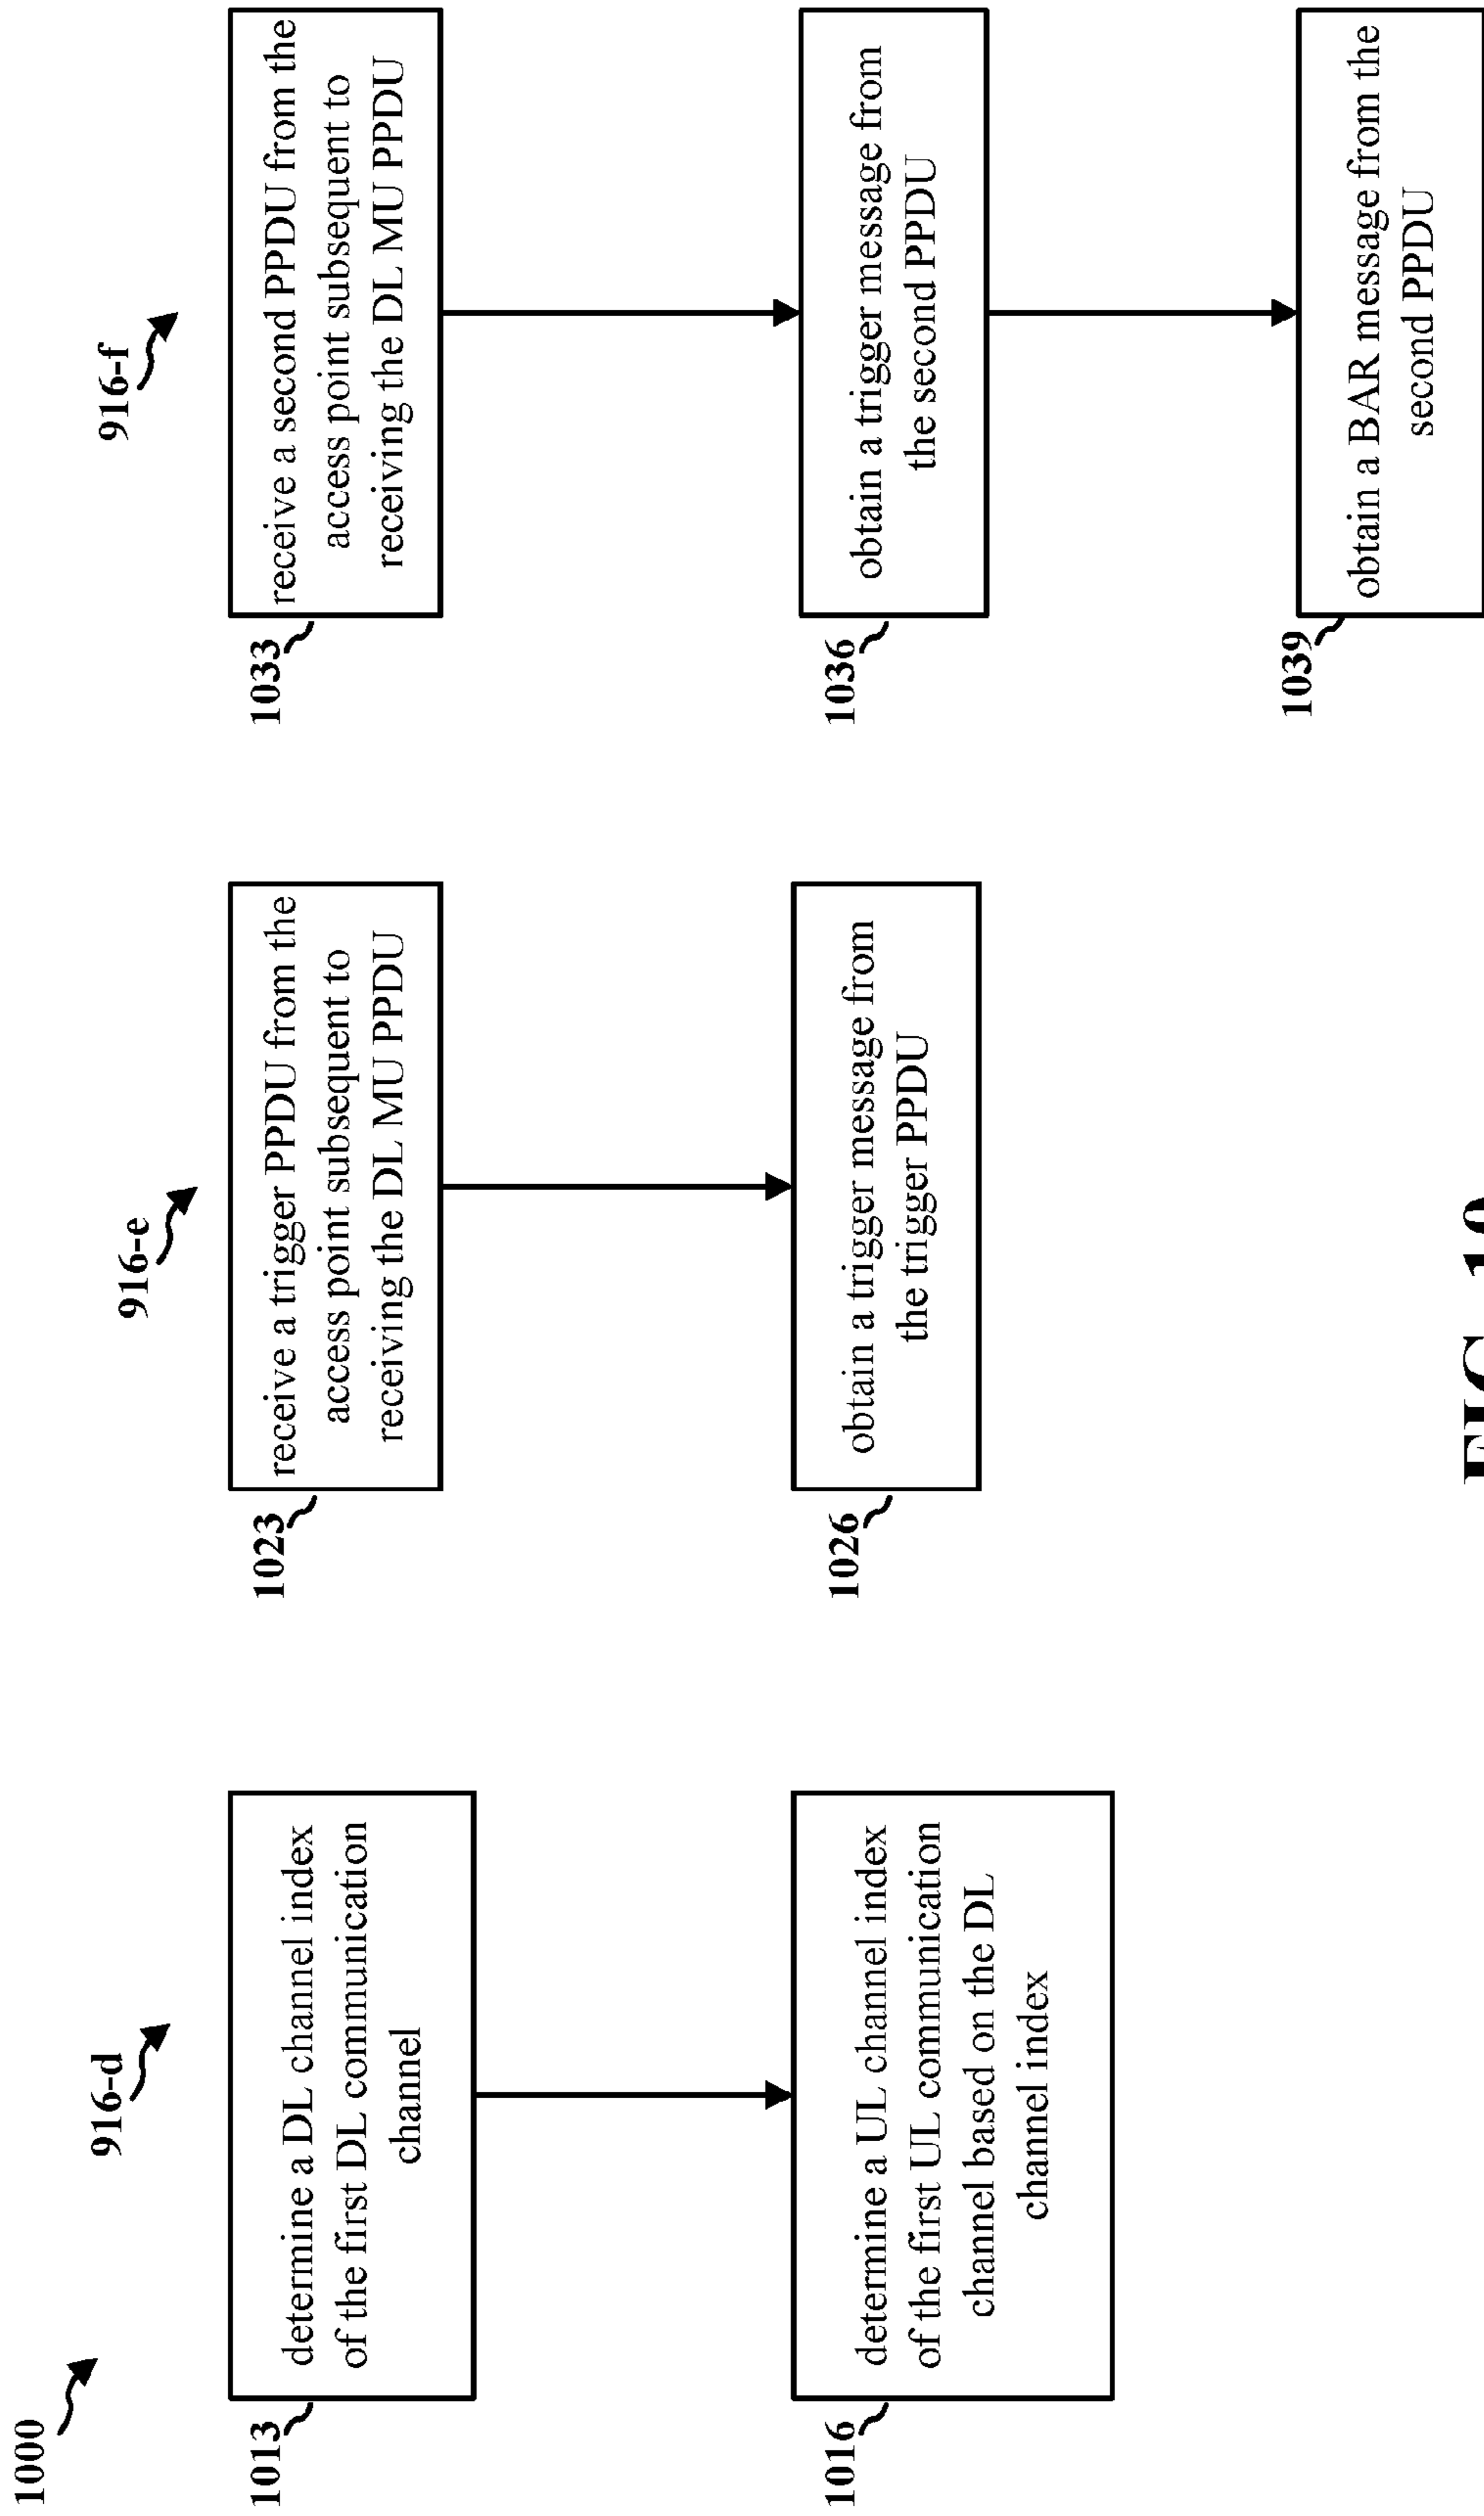 1000
916-d
1013
determine a DL channel index
of the first DL communication
channel
1016
determine a UL channel index
of the first UL communication
channel based on the DL
channel index
916-e
1023
receive a trigger PPDU from the
access point subsequent to
receiving the DL MU PPDU
1026
obtain a trigger message from
the trigger PPDU
916-f
1033
receive a second PPDU from the
access point subsequent to
receiving the DL MU PPDU
1036
obtain a trigger message from
the second PPDU
1039
obtain a BAR message from the
second PPDU
FIG. 10